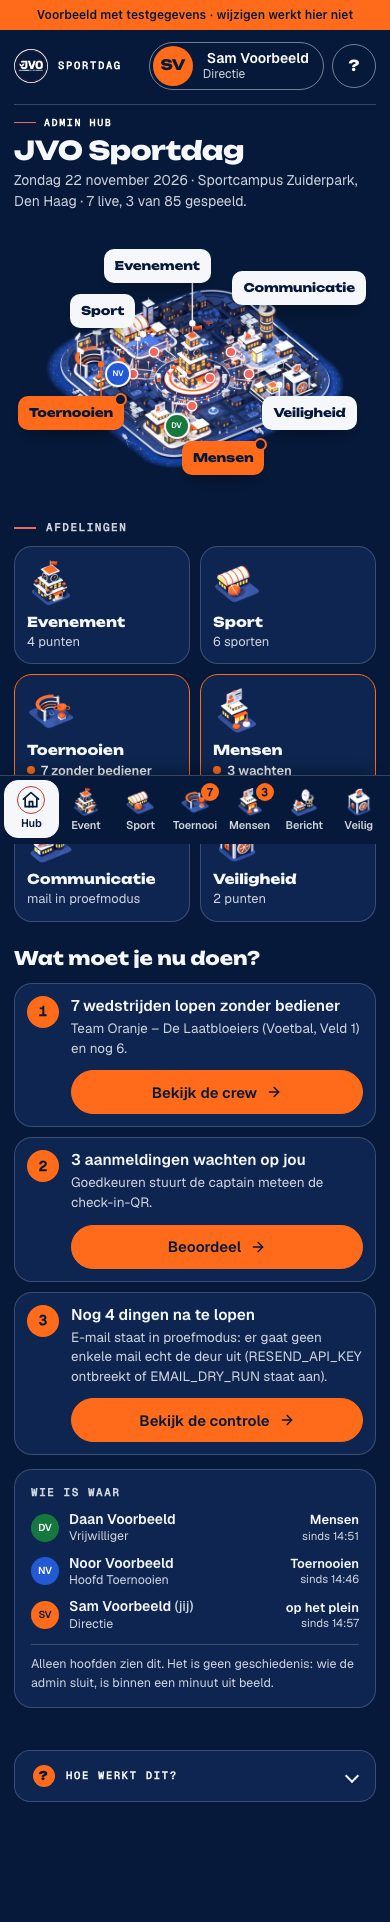 Voorbeeld met testgegevens · wijzigen werkt hier niet
JVO
SPORTDAG
SV
Sam Voorbeeld
Directie
?
ADMIN HUB
JVO Sportdag
Zondag 22 november 2026 · Sportcampus Zuiderpark,
Den Haag · 7 live, 3 van 85 gespeeld.
Evenement
Communicatie
Sport
NV
Toernooien
Veiligheid
DV
Mensen
AFDELINGEN
Evenement
4 punten
Sport
6 sporten
Toernooien
7 zonder bediener
Mensen
3 wachten
Hub
Event
Sport
7
Toernooi
3
Mensen
Bericht
Veilig
Communicatie
mail in proefmodus
Veiligheid
2 punten
Wat moet je nu doen?
1
7 wedstrijden lopen zonder bediener
Team Oranje – De Laatbloeiers (Voetbal, Veld 1)
en nog 6.
Bekijk de crew →
2
3 aanmeldingen wachten op jou
Goedkeuren stuurt de captain meteen de
check-in-QR.
Beoordeel →
3
Nog 4 dingen na te lopen
E-mail staat in proefmodus: er gaat geen
enkele mail echt de deur uit (RESEND_API_KEY
ontbreekt of EMAIL_DRY_RUN staat aan).
Bekijk de controle →
WIE IS WAAR
DV
Daan Voorbeeld
Vrijwilliger
Mensen
sinds 14:51
NV
Noor Voorbeeld
Hoofd Toernooien
Toernooien
sinds 14:46
SV
Sam Voorbeeld (jij)
Directie
op het plein
sinds 14:57
Alleen hoofden zien dit. Het is geen geschiedenis: wie de
admin sluit, is binnen een minuut uit beeld.
?
HOE WERKT DIT?